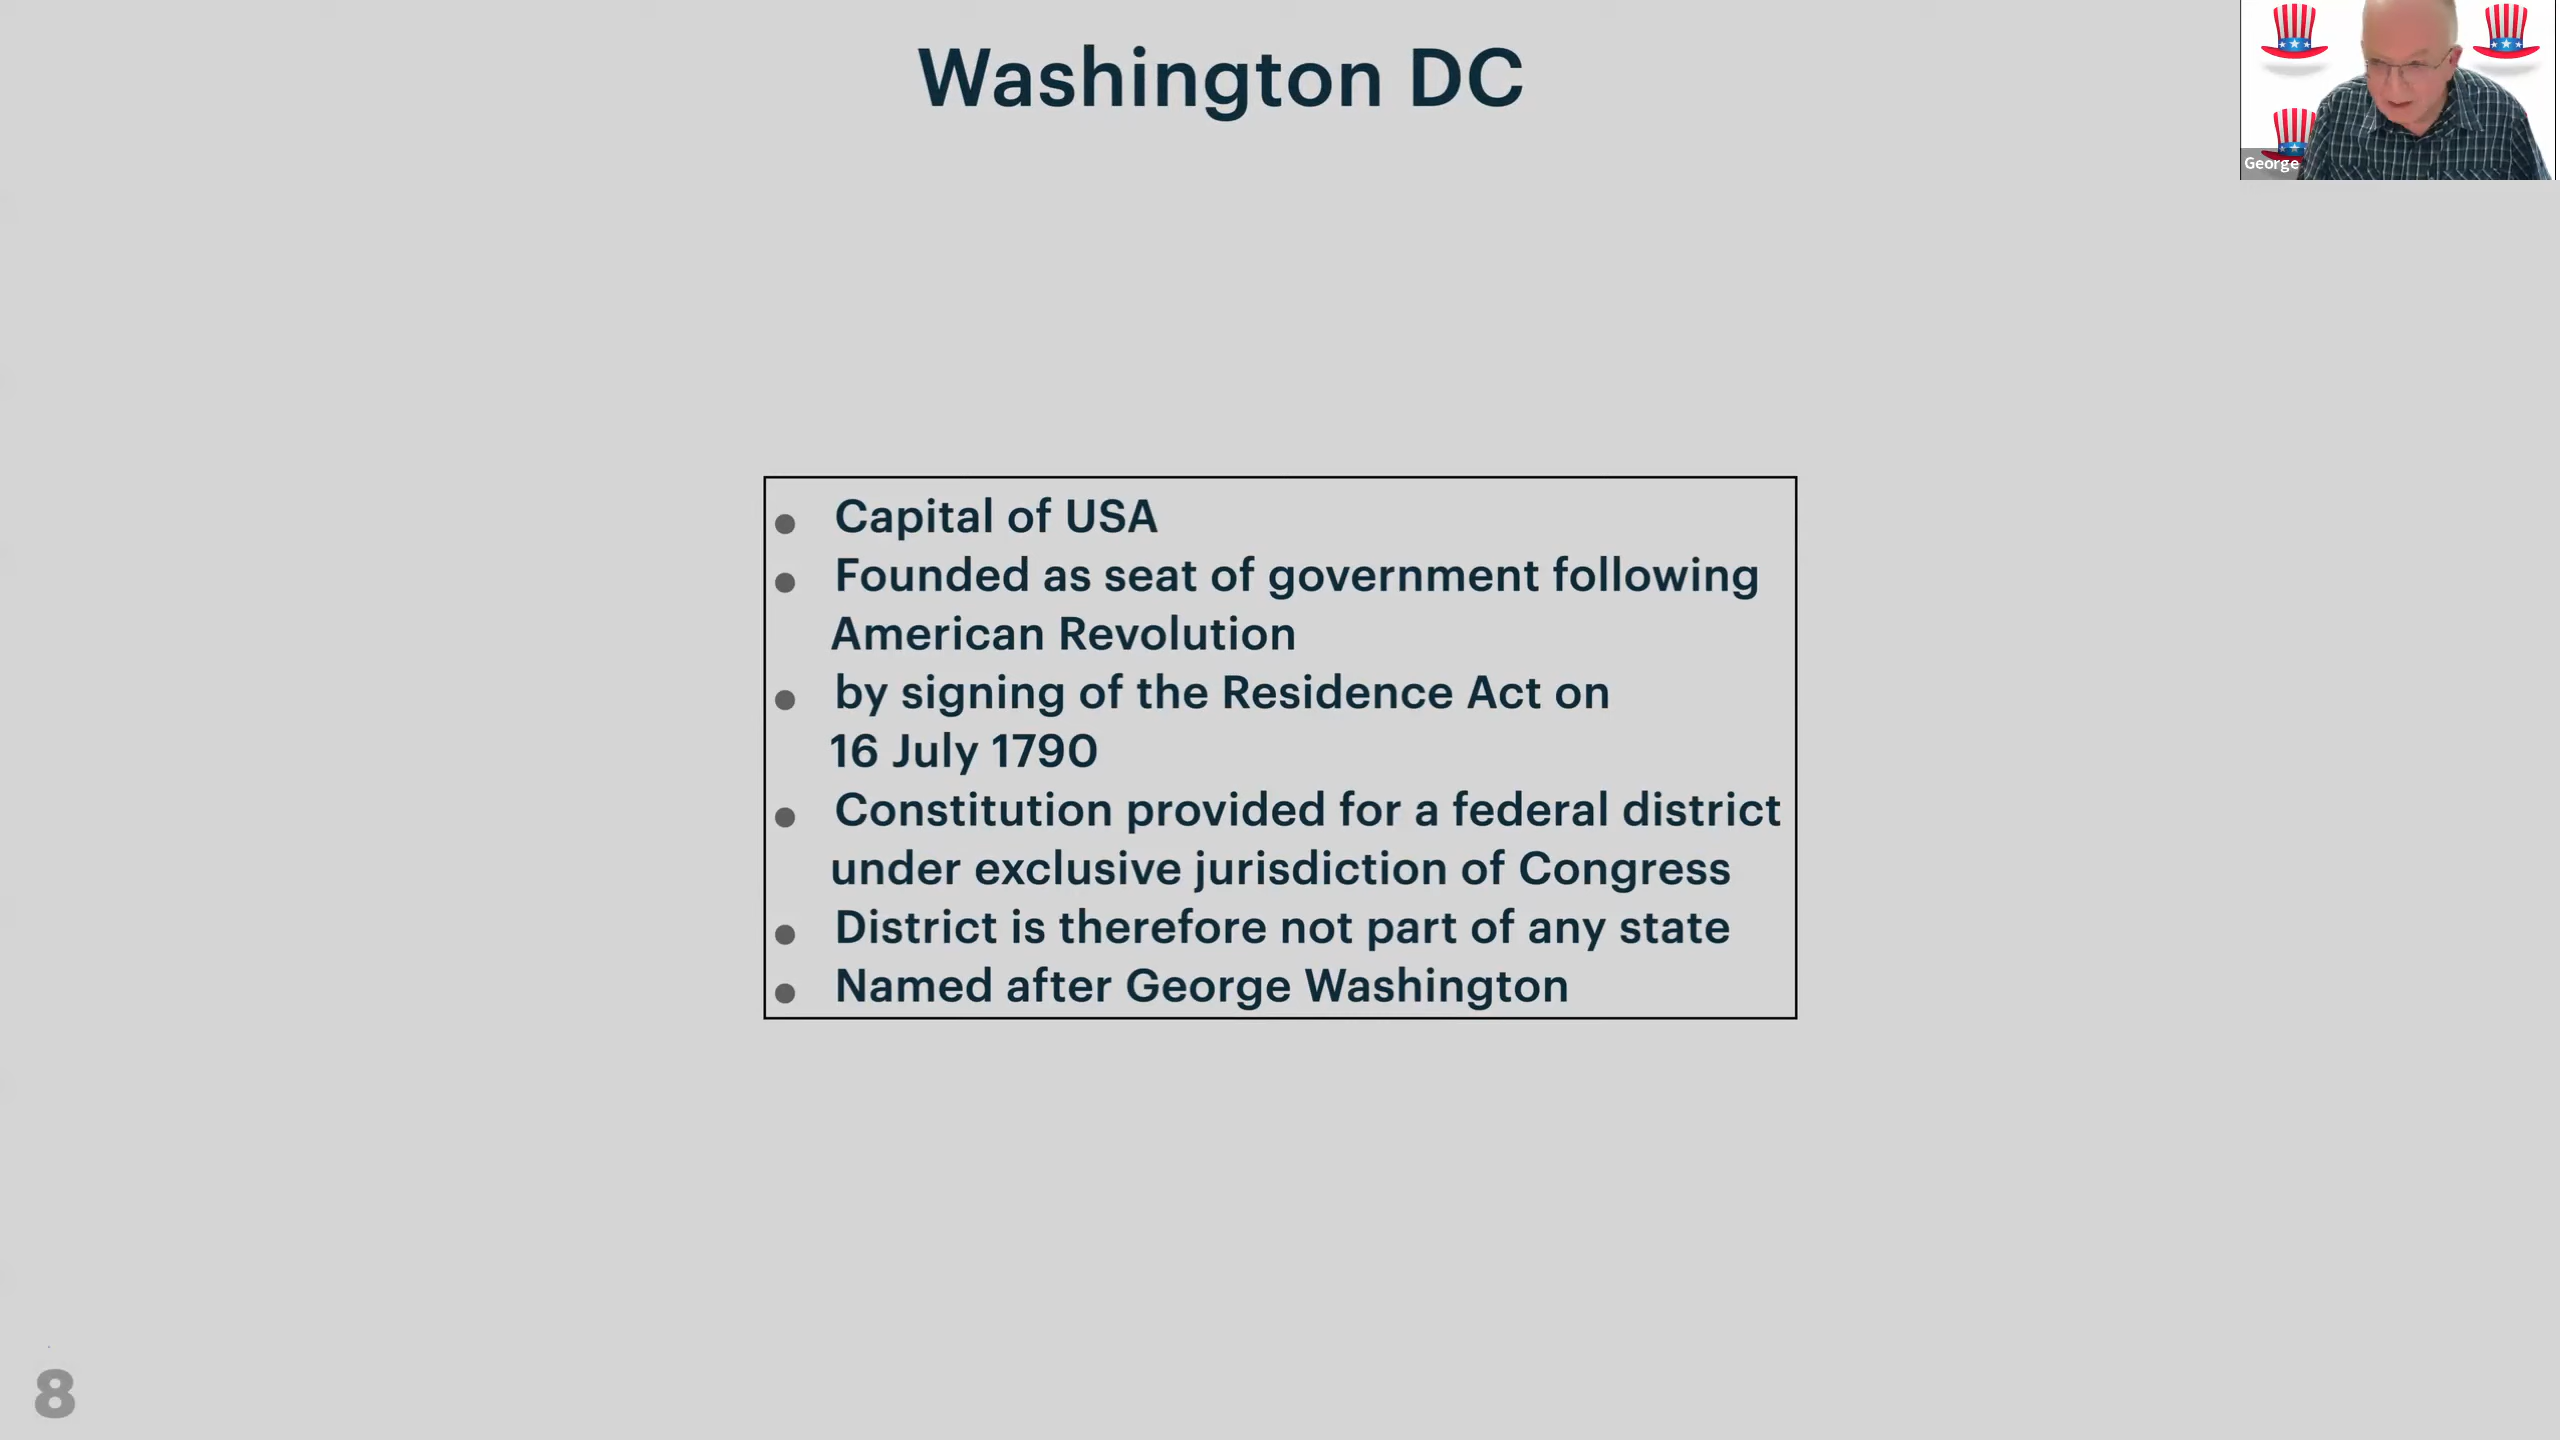 Washington DC
George
• Capital of USA
• Founded as seat of government following
American Revolution
• by signing of the Residence Act on
16 July 1790
• Constitution provided for a federal district
under exclusive jurisdiction of Congress
• District is therefore not part of any state
• Named after George Washington
8